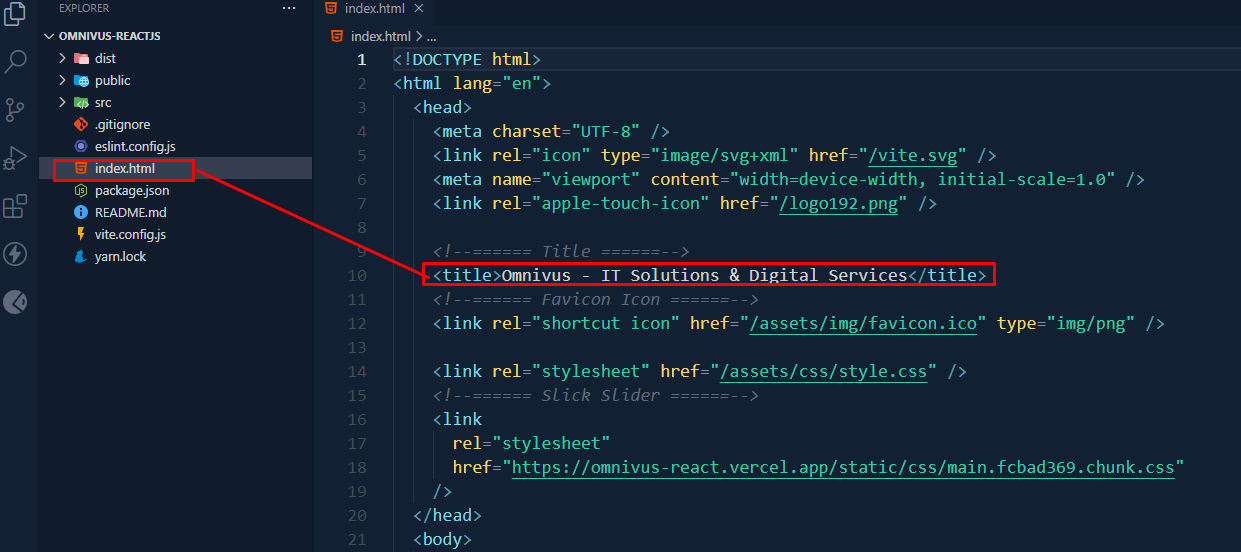 EXPLORER
OMNIVUS-REACTJS
dist
public
src
.gitignore
eslint.config.js
index.html
package.json
README.md
vite.config.js
yarn.lock
index.html
index.html > ...
1 <!DOCTYPE html>
2 <html lang="en">
3 <head>
4 <meta charset="UTF-8" />
5 <link rel="icon" type="image/svg+xml" href="/vite.svg" />
6 <meta name="viewport" content="width=device-width, initial-scale=1.0" />
7 <link rel="apple-touch-icon" href="/logo192.png" />
8
9 <!--====== Title ======-->
10 <title>Omnivus - IT Solutions & Digital Services</title>
11 <!--====== Favicon Icon ======-->
12 <link rel="shortcut icon" href="/assets/img/favicon.ico" type="img/png" />
13
14 <link rel="stylesheet" href="/assets/css/style.css" />
15 <!--====== Slick Slider ======-->
16 <link
17 rel="stylesheet"
18 href="https://omnivus-react.vercel.app/static/css/main.fcbad369.chunk.css"
19 />
20 </head>
21 <body>